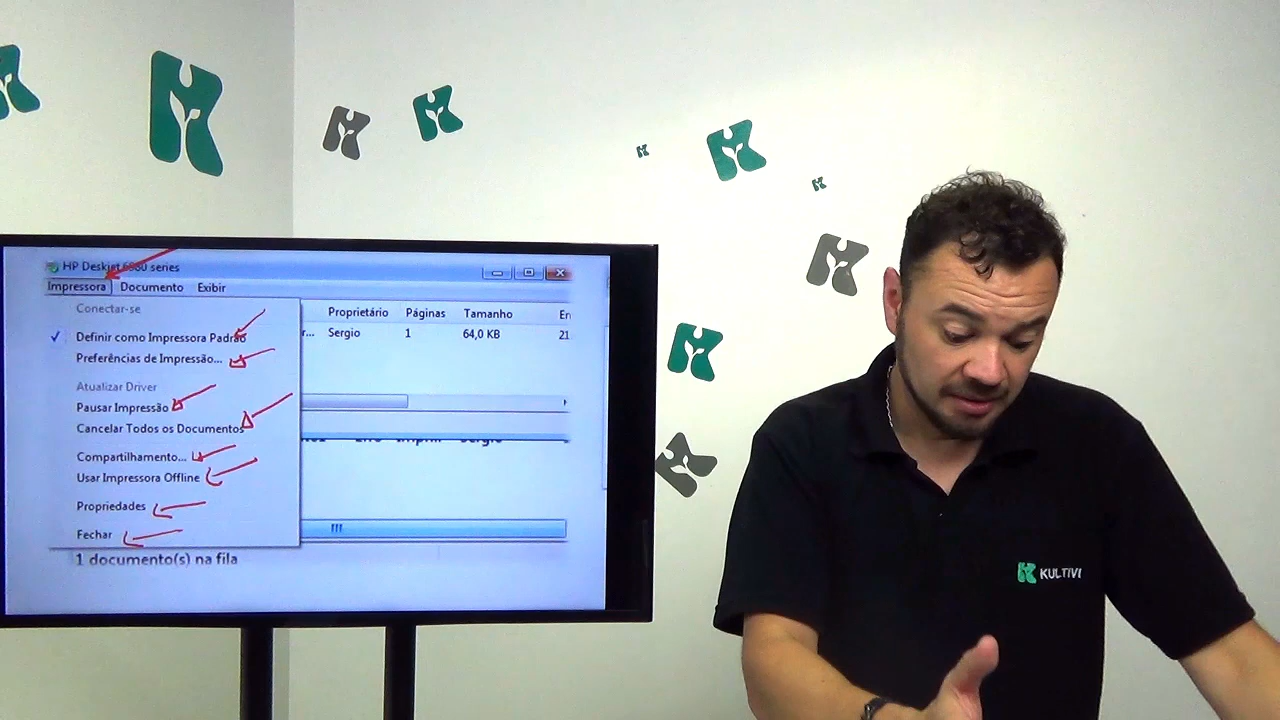 HP Deskjet series
Impressora Documento Exibir
Conectar-se
Proprietário Páginas Tamanho En
✓ Definir como Impressora Padrão
r... Sergio 1 64,0 KB 21
Preferências de Impressão...
Atualizar Driver
Pausar Impressão
Cancelar Todos os Documentos
Compartilhamento...
Usar Impressora Offline
Propriedades
Fechar
1 documento(s) na fila
KULTIVI